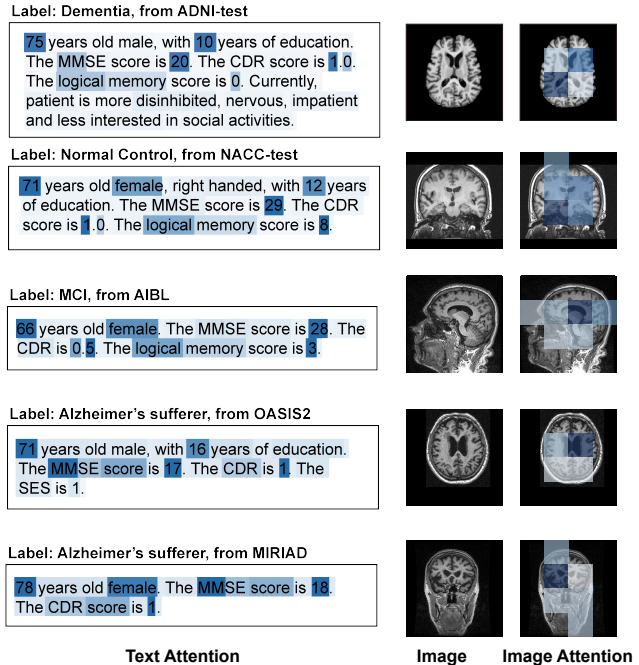 Label: Dementia, from ADNI-test
75 years old male, with 10 years of education.
The MMSE score is 20. The CDR score is 1.0.
The logical memory score is 0. Currently,
patient is more disinhibited, nervous, impatient
and less interested in social activities.
Label: Normal Control, from NACC-test
71 years old female, right handed, with 12 years
of education. The MMSE score is 29. The CDR
score is 1.0. The logical memory score is 8.
Label: MCI, from AIBL
66 years old female. The MMSE score is 28. The
CDR is 0.5. The logical memory score is 3.
Label: Alzheimer's sufferer, from OASIS2
71 years old male, with 16 years of education.
The MMSE score is 17. The CDR is 1. The
SES is 1.
Label: Alzheimer's sufferer, from MIRIAD
78 years old female. The MMSE score is 18.
The CDR score is 1.
Text Attention
Image
Image Attention